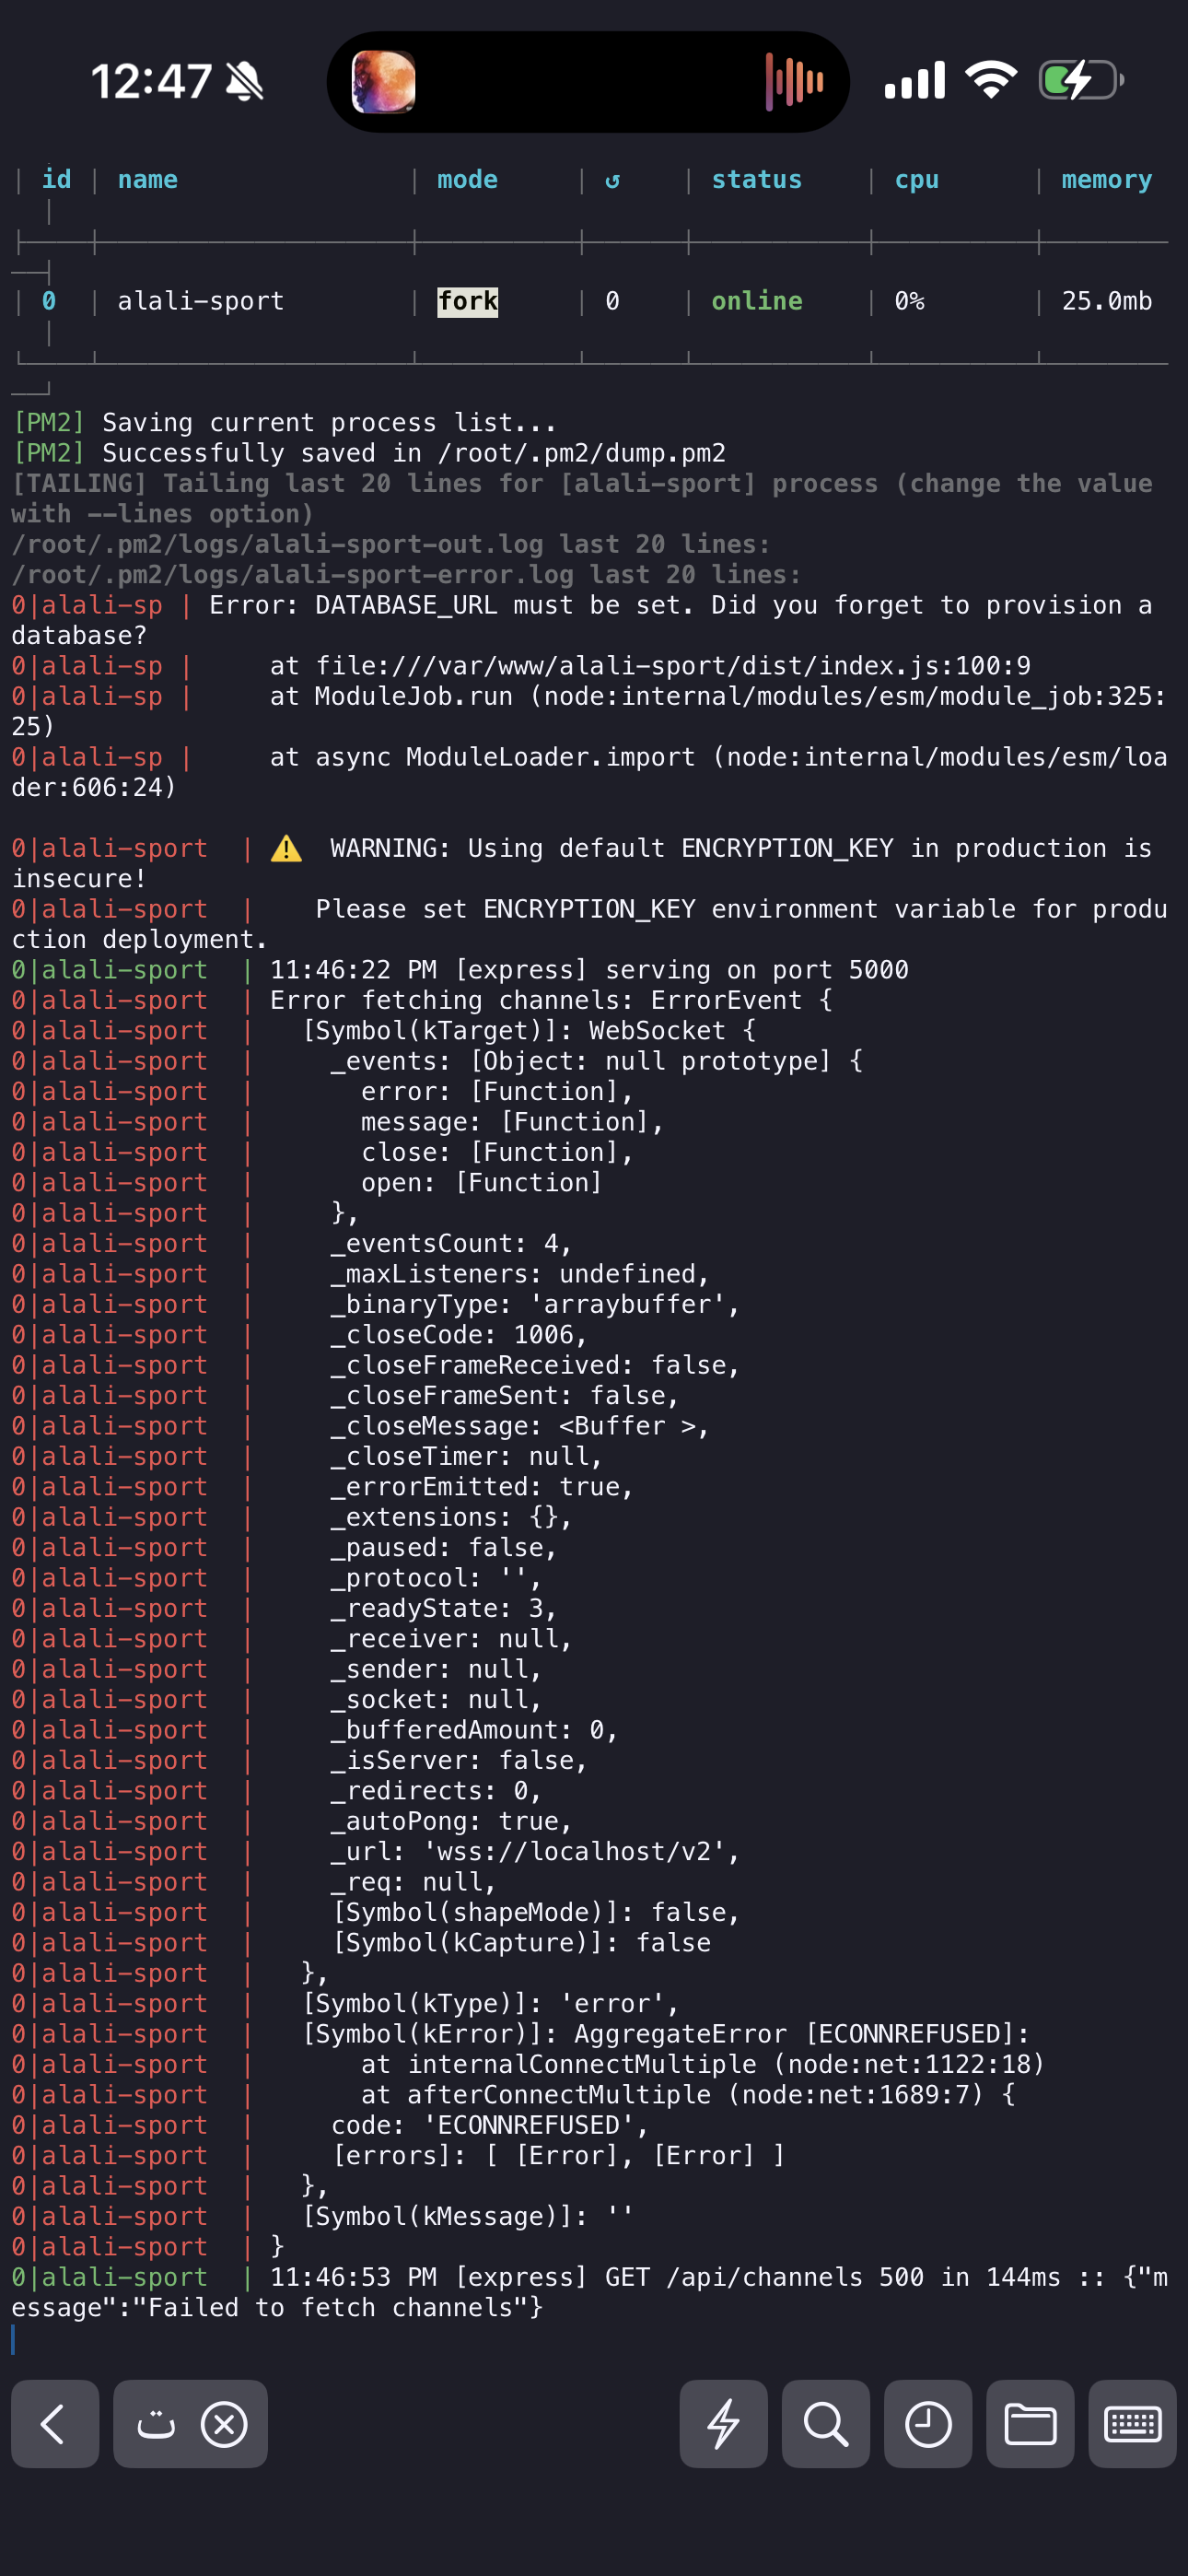 12:47
| id | name | mode | ↺ | status | cpu | memory
|
| 0 | alali-sport | fork | 0 | online | 0% | 25.0mb
|
[PM2] Saving current process list...
[PM2] Successfully saved in /root/.pm2/dump.pm2
[TAILING] Tailing last 20 lines for [alali-sport] process (change the value
with --lines option)
/root/.pm2/logs/alali-sport-out.log last 20 lines:
/root/.pm2/logs/alali-sport-error.log last 20 lines:
0|alali-sp | Error: DATABASE_URL must be set. Did you forget to provision a
database?
0|alali-sp |     at file:///var/www/alali-sport/dist/index.js:100:9
0|alali-sp |     at ModuleJob.run (node:internal/modules/esm/module_job:325:
25)
0|alali-sp |     at async ModuleLoader.import (node:internal/modules/esm/loa
der:606:24)
0|alali-sport  | ⚠️  WARNING: Using default ENCRYPTION_KEY in production is
insecure!
0|alali-sport  |    Please set ENCRYPTION_KEY environment variable for produ
ction deployment.
0|alali-sport  | 11:46:22 PM [express] serving on port 5000
0|alali-sport  | Error fetching channels: ErrorEvent {
0|alali-sport  |   [Symbol(kTarget)]: WebSocket {
0|alali-sport  |     _events: [Object: null prototype] {
0|alali-sport  |       error: [Function],
0|alali-sport  |       message: [Function],
0|alali-sport  |       close: [Function],
0|alali-sport  |       open: [Function]
0|alali-sport  |     },
0|alali-sport  |     _eventsCount: 4,
0|alali-sport  |     _maxListeners: undefined,
0|alali-sport  |     _binaryType: 'arraybuffer',
0|alali-sport  |     _closeCode: 1006,
0|alali-sport  |     _closeFrameReceived: false,
0|alali-sport  |     _closeFrameSent: false,
0|alali-sport  |     _closeMessage: <Buffer >,
0|alali-sport  |     _closeTimer: null,
0|alali-sport  |     _errorEmitted: true,
0|alali-sport  |     _extensions: {},
0|alali-sport  |     _paused: false,
0|alali-sport  |     _protocol: '',
0|alali-sport  |     _readyState: 3,
0|alali-sport  |     _receiver: null,
0|alali-sport  |     _sender: null,
0|alali-sport  |     _socket: null,
0|alali-sport  |     _bufferedAmount: 0,
0|alali-sport  |     _isServer: false,
0|alali-sport  |     _redirects: 0,
0|alali-sport  |     _autoPong: true,
0|alali-sport  |     _url: 'wss://localhost/v2',
0|alali-sport  |     _req: null,
0|alali-sport  |     [Symbol(shapeMode)]: false,
0|alali-sport  |     [Symbol(kCapture)]: false
0|alali-sport  |   },
0|alali-sport  |   [Symbol(kType)]: 'error',
0|alali-sport  |   [Symbol(kError)]: AggregateError [ECONNREFUSED]:
0|alali-sport  |       at internalConnectMultiple (node:net:1122:18)
0|alali-sport  |       at afterConnectMultiple (node:net:1689:7) {
0|alali-sport  |     code: 'ECONNREFUSED',
0|alali-sport  |     [errors]: [ [Error], [Error] ]
0|alali-sport  |   },
0|alali-sport  |   [Symbol(kMessage)]: ''
0|alali-sport  | }
0|alali-sport  | 11:46:53 PM [express] GET /api/channels 500 in 144ms :: {"m
essage":"Failed to fetch channels"}
ت